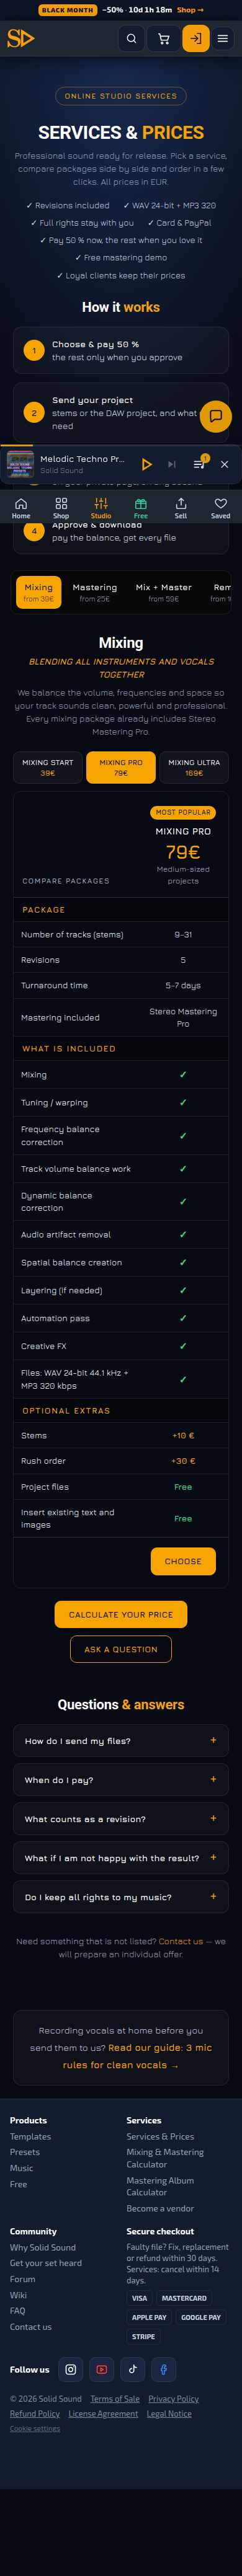 BLACK MONTH -50% · 10d 1h 18m Shop →
SD
ONLINE STUDIO SERVICES
SERVICES & PRICES
Professional sound ready for release. Pick a service,
compare packages side by side and order in a few
clicks. All prices in EUR.
✓ Revisions included ✓ WAV 24-bit + MP3 320
✓ Full rights stay with you ✓ Card & PayPal
✓ Pay 50 % now, the rest when you love it
✓ Free mastering demo
✓ Loyal clients keep their prices
How it works
1 Choose & pay 50 %
the rest only when you approve
2 Send your project
stems or the DAW project, and what you
need
Melodic Techno Pr...
Solid Sound
1
Home Shop Studio Free Sell Saved
4 Approve & download
pay the balance, get every file
Mixing Mastering Mix + Master
from 39€ from 25€ from 59€
Mixing
BLENDING ALL INSTRUMENTS AND VOCALS
TOGETHER
We balance the volume, frequencies and space so
your track sounds clean, powerful and professional.
Every mixing package already includes Stereo
Mastering.
MIXING START MIXING PRO MIXING ULTRA
39€ 79€ 169€
MOST POPULAR
MIXING PRO
79€
Medium-sized
COMPARE PACKAGES projects
PACKAGE
Number of tracks (stems) 9-31
Revisions 5
Turnaround time 5-7 days
Mastering included Stereo Mastering
Pro
WHAT IS INCLUDED
Mixing ✓
Tuning / warping ✓
Frequency balance
correction ✓
Track volume balance work ✓
Dynamic balance
correction ✓
Audio artifact removal ✓
Spatial balance creation ✓
Layering (if needed) ✓
Automation pass ✓
Creative FX ✓
Files: WAV 24-bit 44.1 kHz +
MP3 320 kbps ✓
OPTIONAL EXTRAS
Stems +10 €
Rush order +30 €
Project files Free
Insert existing text and
images Free
CHOOSE
CALCULATE YOUR PRICE
ASK A QUESTION
Questions & answers
How do I send my files? +
When do I pay? +
What counts as a revision? +
What if I am not happy with the result? +
Do I keep all rights to my music? +
Need something that is not listed? Contact us — we
will prepare an individual offer.
Recording vocals at home before you
send them to us? Read our guide: 3 mic
rules for clean vocals →
Products Services
Templates Services & Prices
Presets Mixing & Mastering
Calculator
Music Mastering Album
Calculator
Free Become a vendor
Community Secure checkout
Why Solid Sound Faulty file? Fix, replacement
or refund within 30 days.
Services: cancel within 14
days.
Get your set heard
Forum
Wiki
FAQ
Contact us
VISA MASTERCARD
APPLE PAY GOOGLE PAY
STRIPE
Follow us
© 2026 Solid Sound Terms of Sale Privacy Policy
Refund Policy License Agreement Legal Notice
Cookie settings